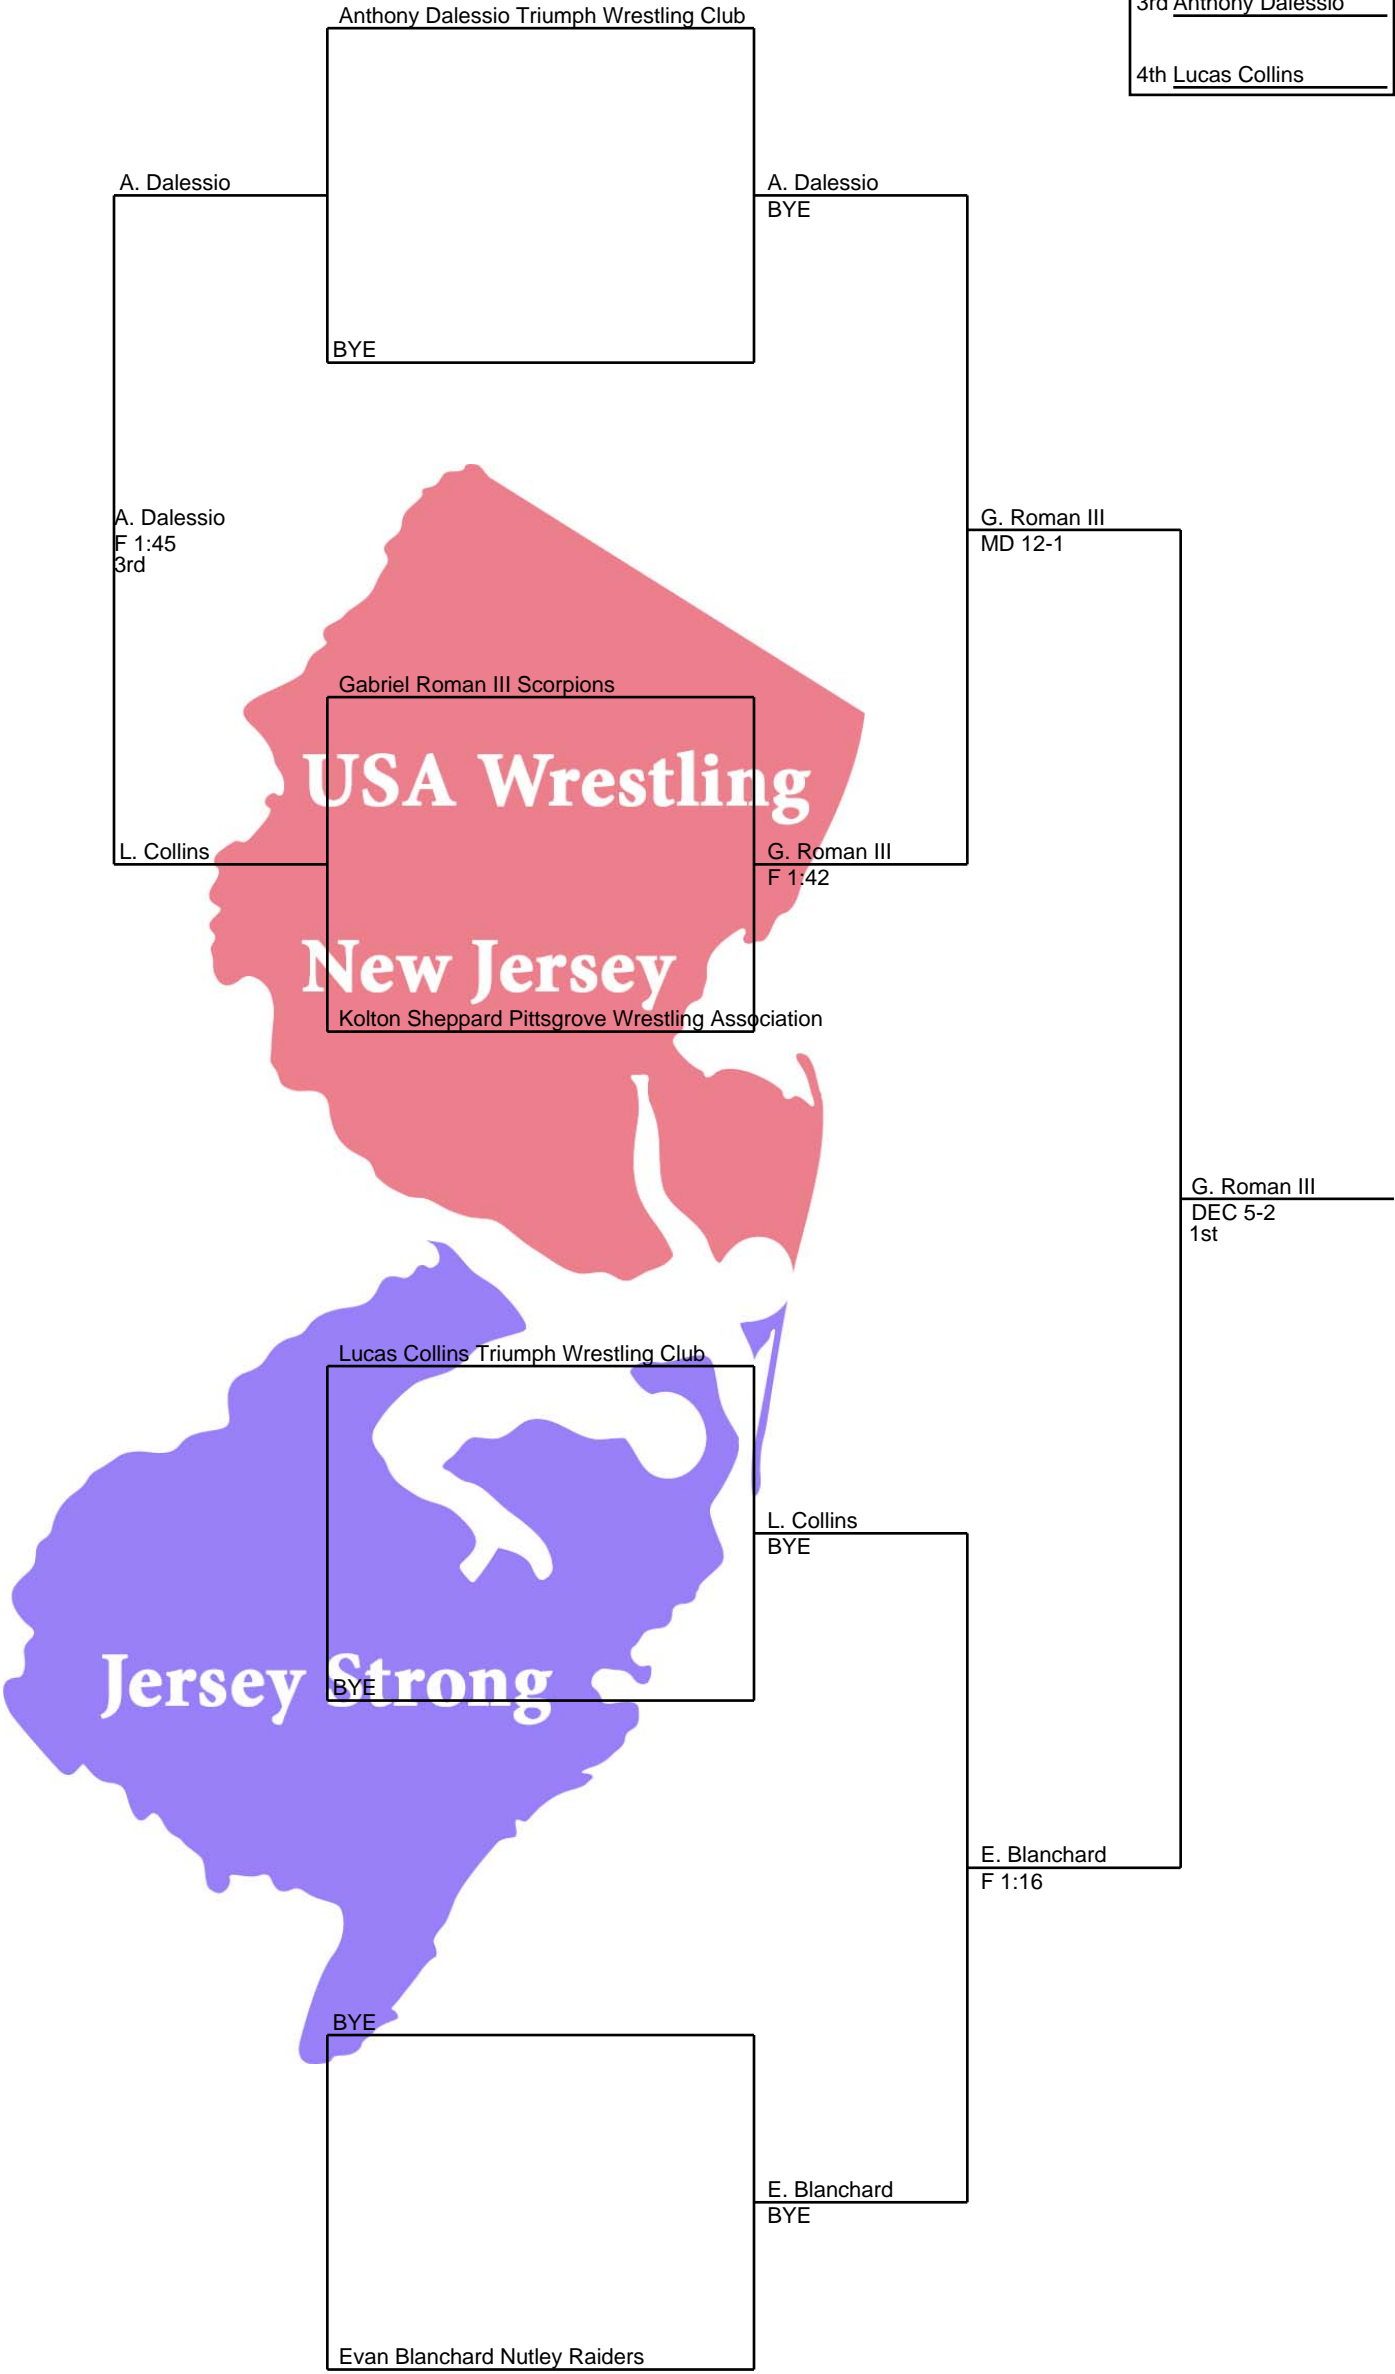 3rd Anthony Dalessio
Anthony Dalessio Triumph Wrestling Club
4th Lucas Collins
A. Dalessio
A. Dalessio
BYE
BYE
A. Dalessio
F 1:45
3rd
G. Roman III
MD 12-1
Gabriel Roman III Scorpions
USA Wrestling
L. Collins
G. Roman III
F 1:42
New Jersey
Kolton Sheppard Pittsgrove Wrestling Association
G. Roman III
DEC 5-2
1st
Lucas Collins Triumph Wrestling Club
L. Collins
BYE
Jersey Strong
BYE
E. Blanchard
F 1:16
BYE
E. Blanchard
BYE
Evan Blanchard Nutley Raiders